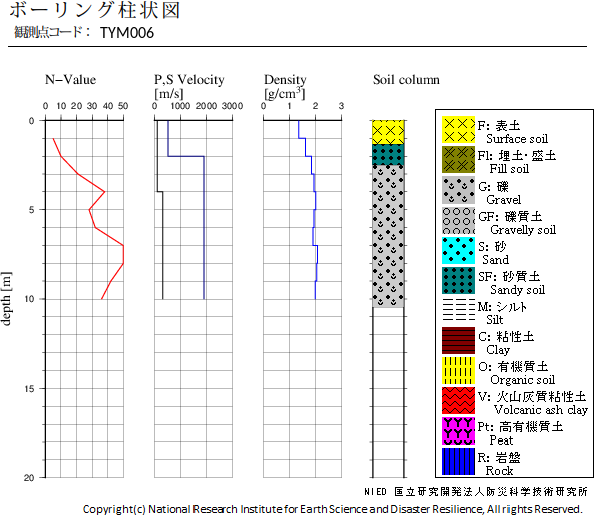 ボーリング柱状図
観測点コード： TYM006
N-Value
P,S Velocity
[m/s]
Density
[g/cm3]
Soil column
0 10 20 30 40 50
0 1000 2000 3000
0 1 2 3
0
5
10
15
20
depth [m]
F: 表土
Surface soil
Fl: 埋土・盛土
Fill soil
G: 礫
Gravel
GF: 礫質土
Gravelly soil
S: 砂
Sand
SF: 砂質土
Sandy soil
M: シルト
Silt
C: 粘性土
Clay
O: 有機質土
Organic soil
V: 火山灰質粘性土
Volcanic ash clay
Pt: 高有機質土
Peat
R: 岩盤
Rock
NIED 国立研究開発法人防災科学技術研究所
Copyright(c) National Research Institute for Earth Science and Disaster Resilience, All rights Reserved.